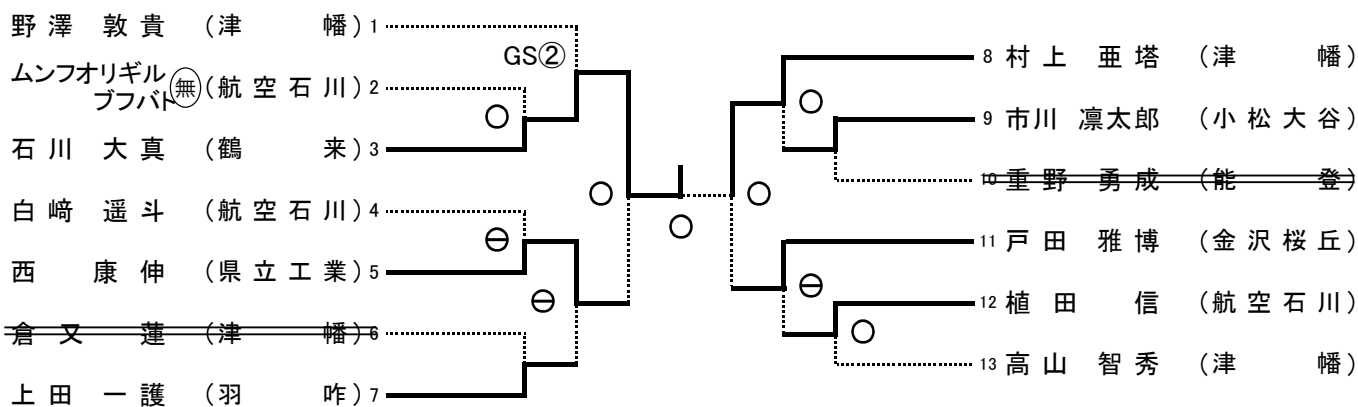 野澤 敦貴 (津 幡) 1
GS②
ムンフオリギル
ブフバト 無 (航空石川) 2
○
石川 大真 (鶴 来) 3
○
白﨑 遥斗 (航空石川) 4
⊖
西 康伸 (県立工業) 5
⊖
倉又 蓮 (津 幡) 6
上田 一護 (羽 咋) 7
○
8 村上 亜塔 (津 幡)
○
9 市川 凛太郎 (小松大谷)
10 重野 勇成 (能 登)
○
11 戸田 雅博 (金沢桜丘)
⊖
12 植田 信 (航空石川)
○
13 高山 智秀 (津 幡)